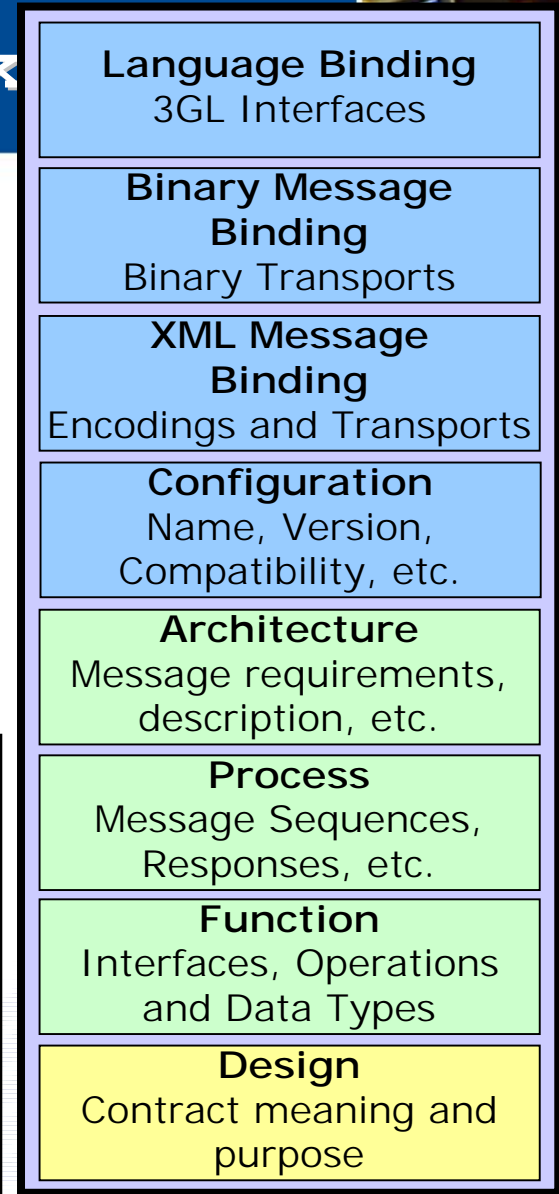 Language Binding
3GL Interfaces
Binary Message
Binding
Binary Transports
XML Message
Binding
Encodings and Transports
Configuration
Name, Version,
Compatibility, etc.
Architecture
Message requirements,
description, etc.
Process
Message Sequences,
Responses, etc.
Function
Interfaces, Operations
and Data Types
Design
Contract meaning and
purpose